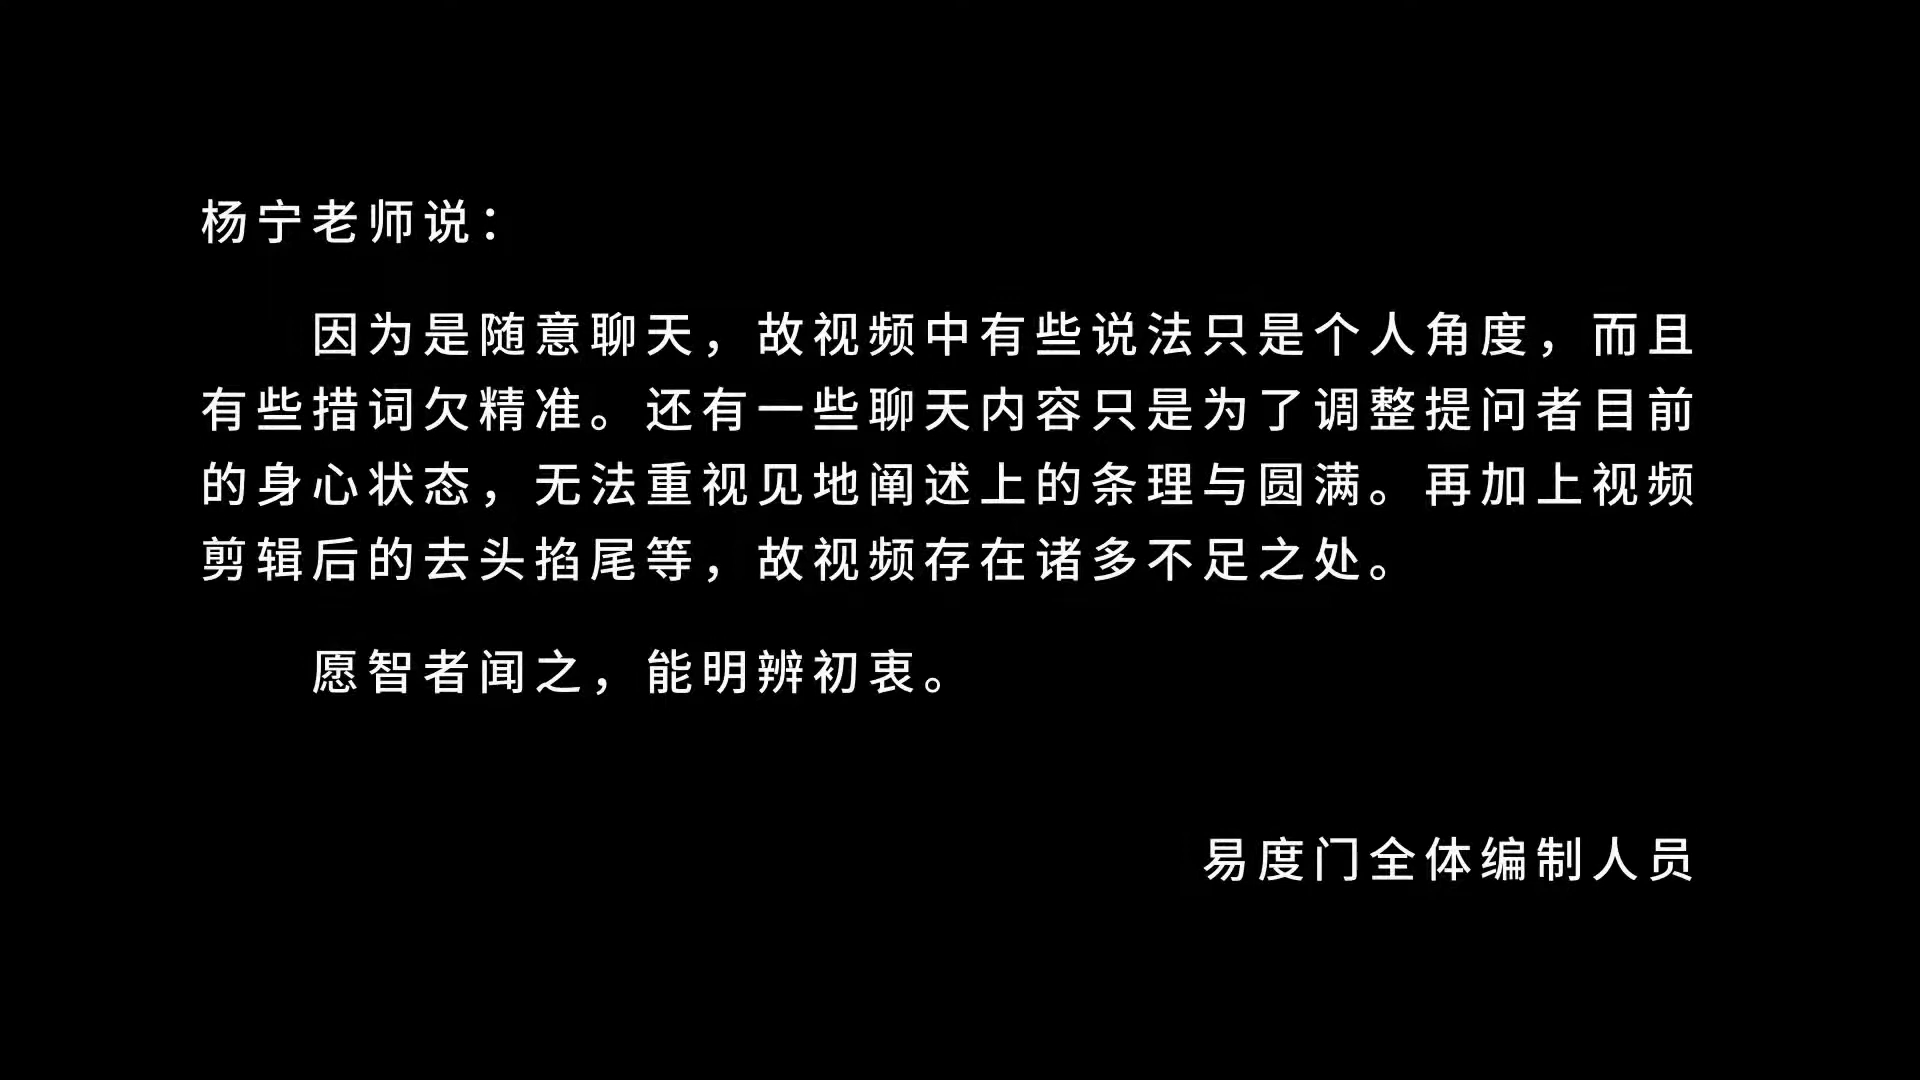 杨宁老师说：
因为是随意聊天，故视频中有些说法只是个人角度，而且
有些措词欠精准。还有一些聊天内容只是为了调整提问者目前
的身心状态，无法重视见地阐述上的条理与圆满。再加上视频
剪辑后的去头掐尾等，故视频存在诸多不足之处。
愿智者闻之，能明辨初衷。
易度门全体编制人员